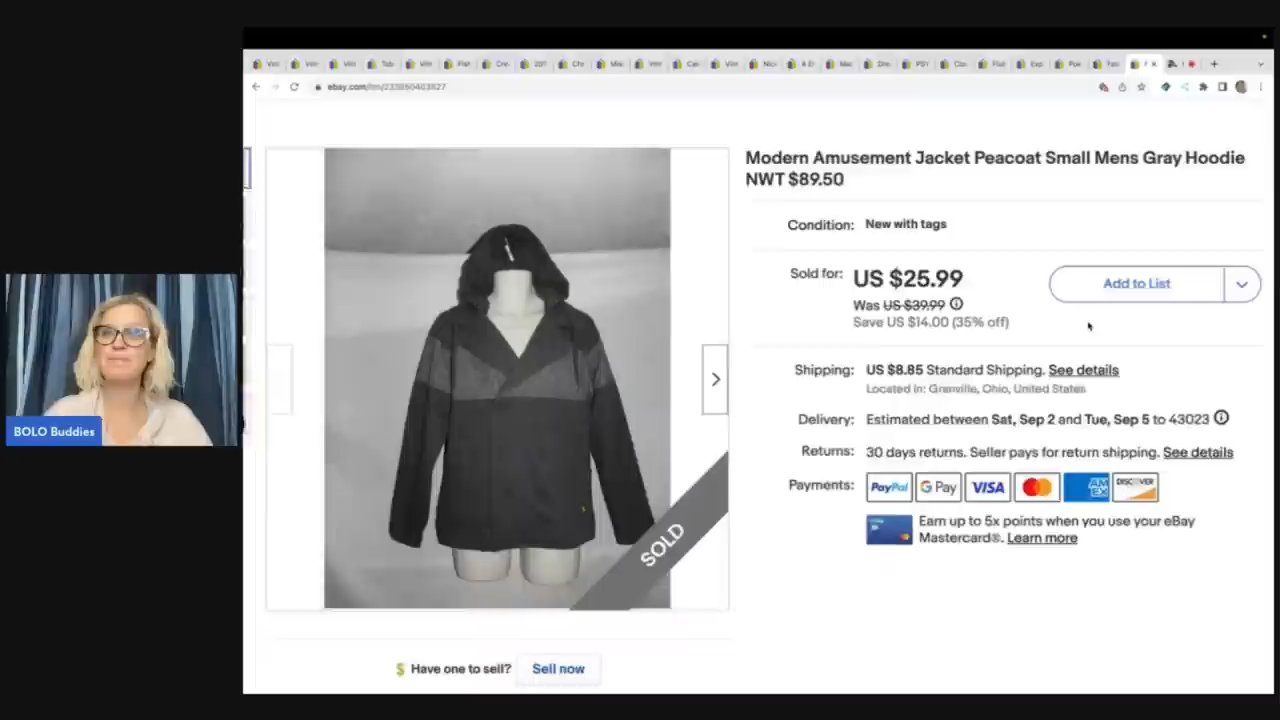 ebay.com/itm/233850403827
Modern Amusement Jacket Peacoat Small Mens Gray Hoodie
NWT $89.50
Condition: New with tags
Sold for: US $25.99
Add to List
Was US $39.99
Save US $14.00 (35% off)
Shipping: US $8.85 Standard Shipping. See details
Located in: Granville, Ohio, United States
Delivery: Estimated between Sat, Sep 2 and Tue, Sep 5 to 43023
Returns: 30 days returns. Seller pays for return shipping. See details
Payments: PayPal G Pay VISA AM EX DISCOVER
Earn up to 5x points when you use your eBay
Mastercard®. Learn more
SOLD
BOLO Buddies
$ Have one to sell? Sell now